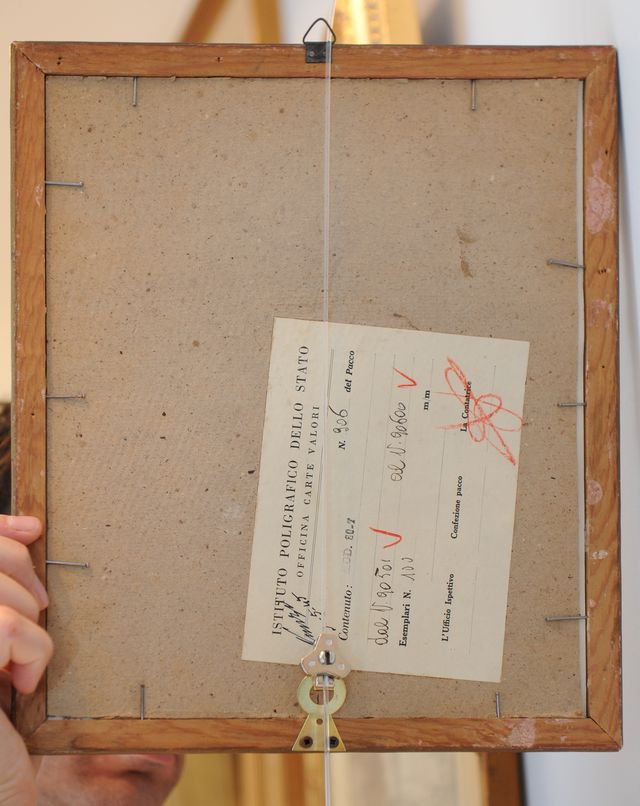 ISTITUTO POLIGRAFICO DELLO STATO
OFFICINA CARTE VALORI
Contenuto: N. 906 del Pacco
dal N. 90501 V al N. 90600 V
Esemplari N. 100 m/m
L'Ufficio Ispettivo Confezione pacco La Contatrice